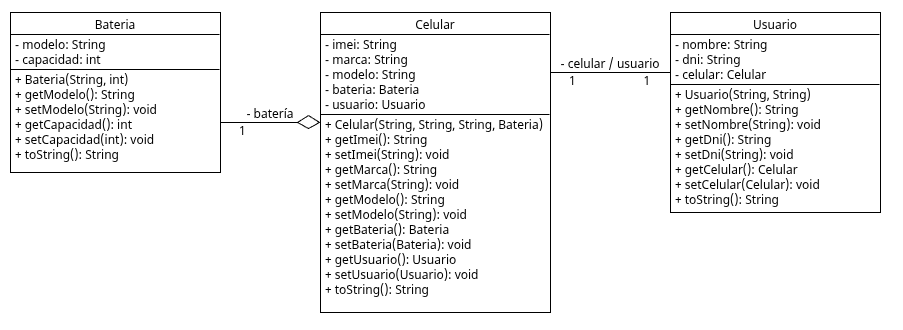 Bateria
- modelo: String
- capacidad: int
+ Bateria(String, int)
+ getModelo(): String
+ setModelo(String): void
+ getCapacidad(): int
+ setCapacidad(int): void
+ toString(): String
- batería
1
Celular
- imei: String
- marca: String
- modelo: String
- bateria: Bateria
- usuario: Usuario
+ Celular(String, String, String, Bateria)
+ getImei(): String
+ setImei(String): void
+ getMarca(): String
+ setMarca(String): void
+ getModelo(): String
+ setModelo(String): void
+ getBateria(): Bateria
+ setBateria(Bateria): void
+ getUsuario(): Usuario
+ setUsuario(Usuario): void
+ toString(): String
- celular / usuario
1 1
Usuario
- nombre: String
- dni: String
- celular: Celular
+ Usuario(String, String)
+ getNombre(): String
+ setNombre(String): void
+ getDni(): String
+ setDni(String): void
+ getCelular(): Celular
+ setCelular(Celular): void
+ toString(): String